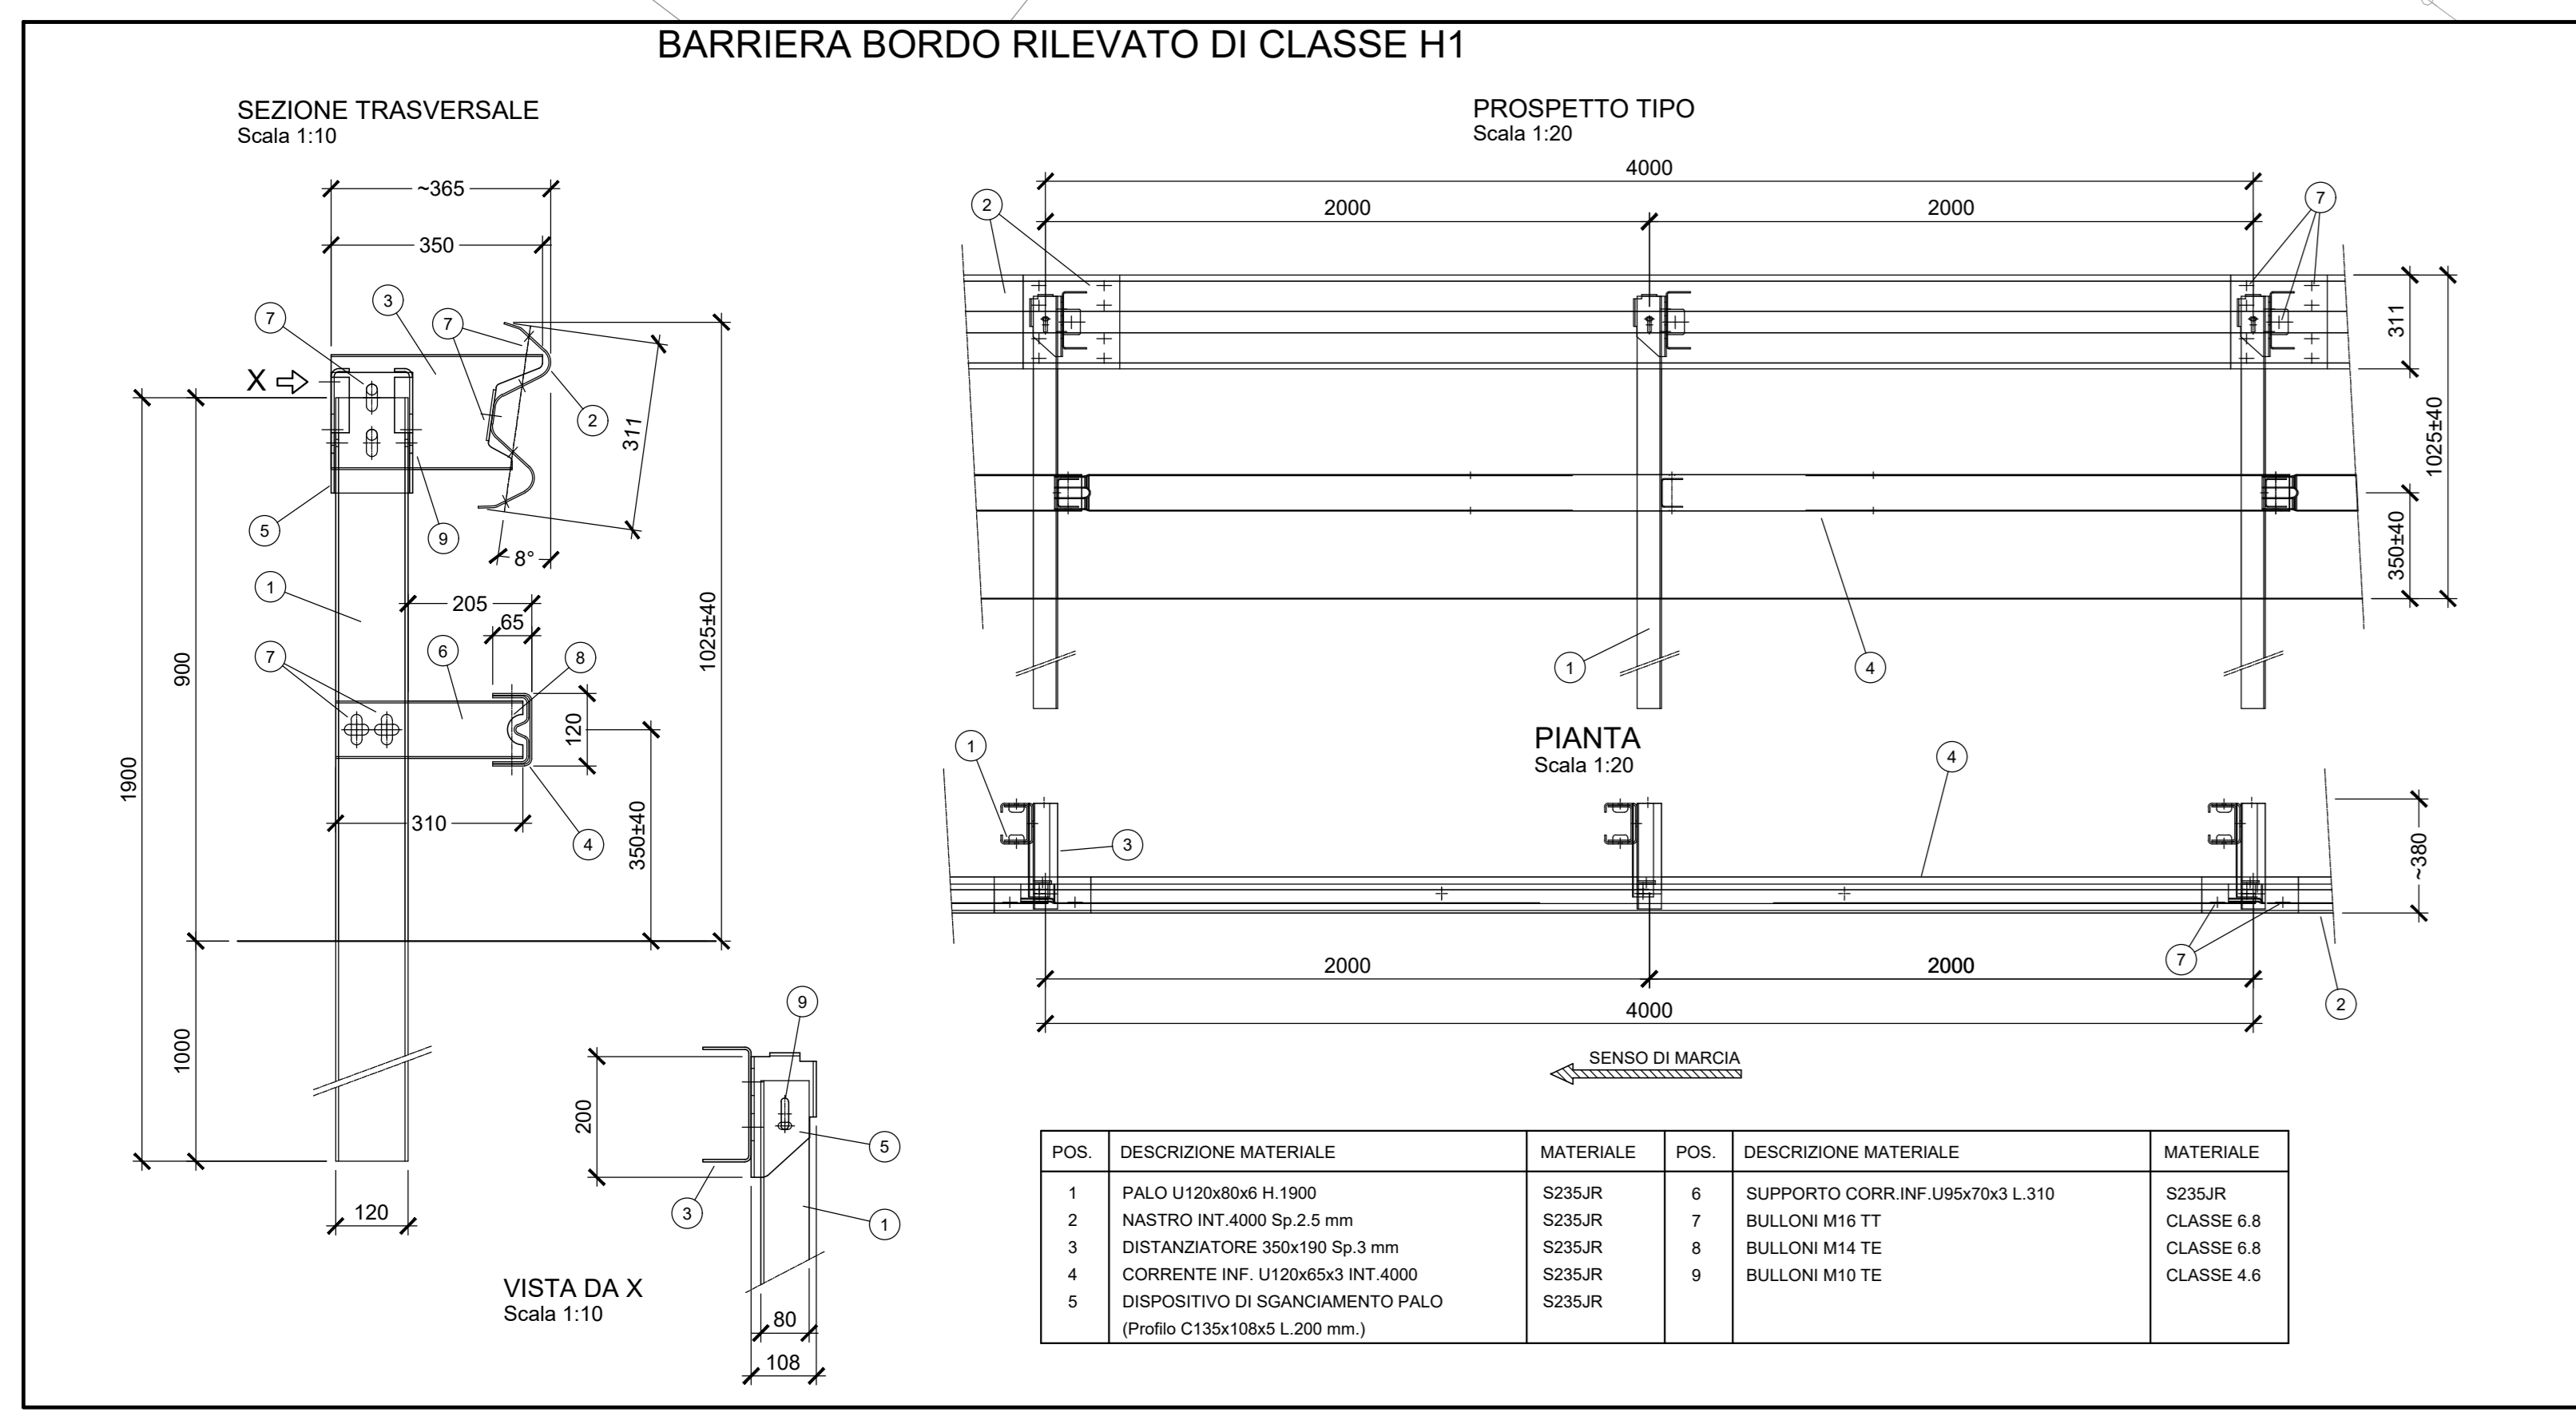 BARRIERA BORDO RILEVATO DI CLASSE H1
SEZIONE TRASVERSALE
Scala 1:10
~365
350
3
7
7
X
2
311
5
9
8°
1
205
65
7
6
8
120
310
4
350±40
1025±40
900
1900
1000
120
PROSPETTO TIPO
Scala 1:20
4000
2000
2000
2
7
311
1025±40
350±40
1
4
PIANTA
Scala 1:20
1
4
3
~380
2000
2000
7
2
4000
SENSO DI MARCIA
9
200
5
3
1
VISTA DA X
Scala 1:10
80
108
POS. DESCRIZIONE MATERIALE MATERIALE POS. DESCRIZIONE MATERIALE MATERIALE
1 PALO U120x80x6 H.1900 S235JR 6 SUPPORTO CORR.INF.U95x70x3 L.310 S235JR
2 NASTRO INT.4000 Sp.2.5 mm S235JR 7 BULLONI M16 TT CLASSE 6.8
3 DISTANZIATORE 350x190 Sp.3 mm S235JR 8 BULLONI M14 TE CLASSE 6.8
4 CORRENTE INF. U120x65x3 INT.4000 S235JR 9 BULLONI M10 TE CLASSE 4.6
5 DISPOSITIVO DI SGANCIAMENTO PALO S235JR
(Profilo C135x108x5 L.200 mm.)